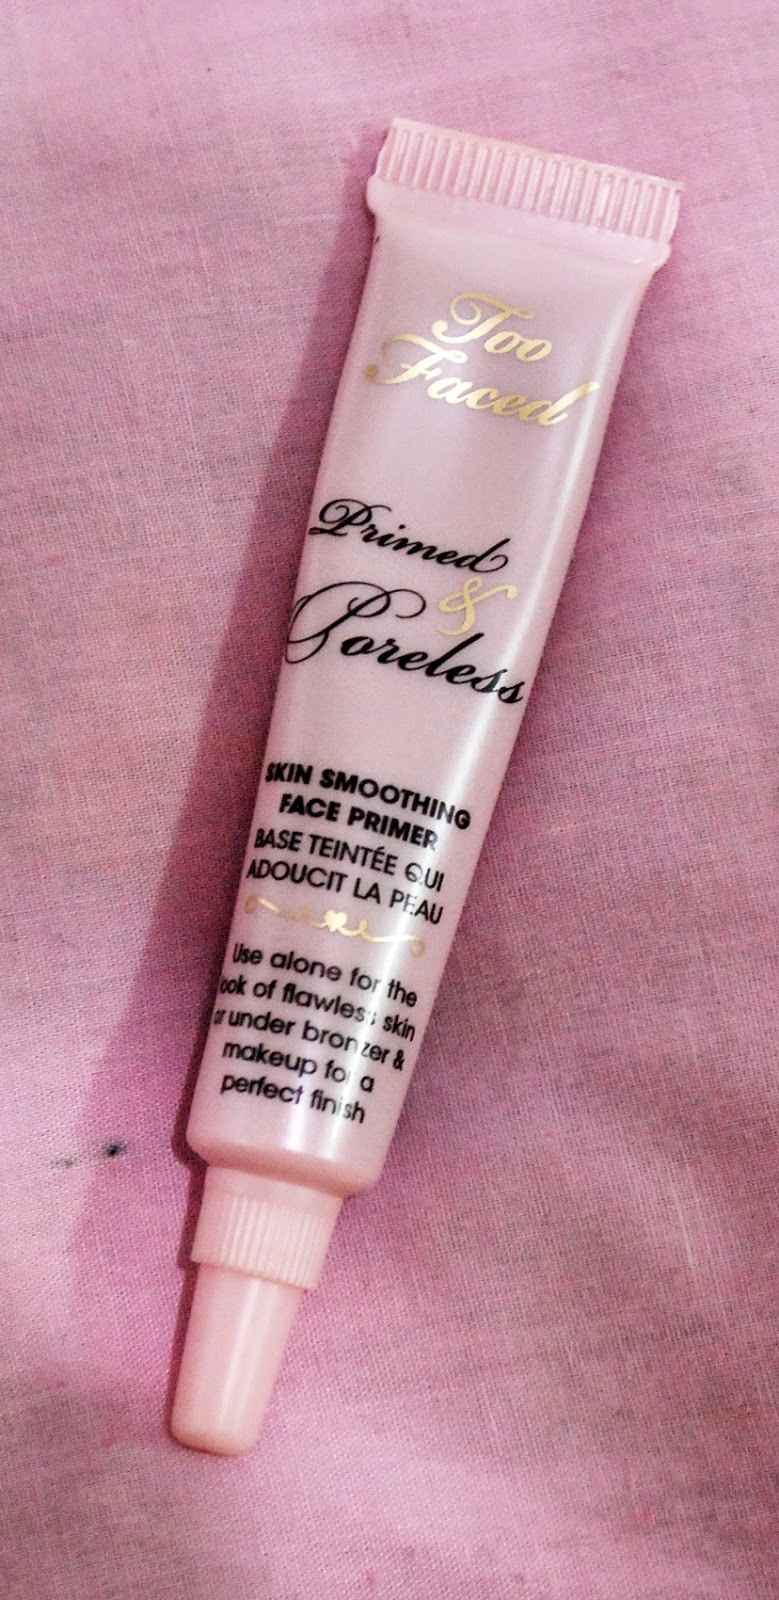 Too
Faced
Primed
&
Poreless
SKIN SMOOTHING
FACE PRIMER
BASE TEINTÉE QUI
ADOUCIT LA PEAU
Use alone for the
look of flawless skin
or under bronzer &
makeup for a
perfect finish